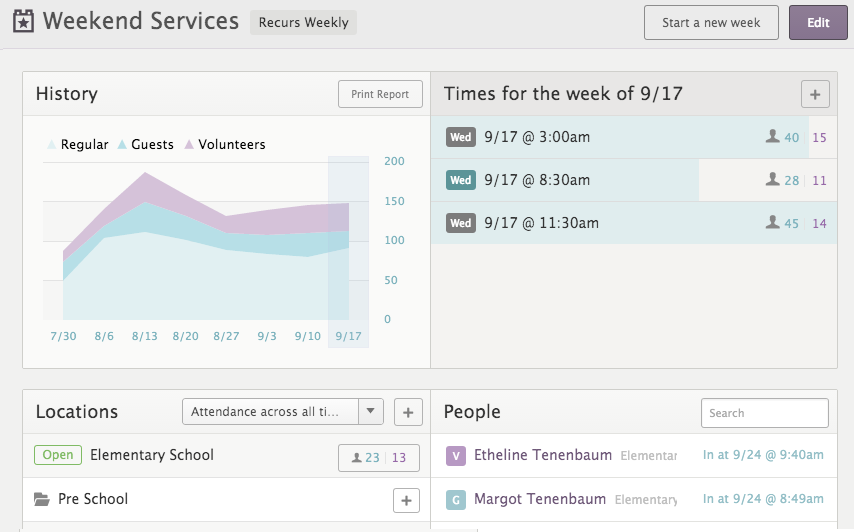 Weekend Services Recurs Weekly Start a new week Edit
History Print Report
Regular Guests Volunteers
200
150
100
50
0
7/30 8/6 8/13 8/20 8/27 9/3 9/10 9/17
Times for the week of 9/17 +
Wed 9/17 @ 3:00am 40 15
Wed 9/17 @ 8:30am 28 11
Wed 9/17 @ 11:30am 45 14
Locations Attendance across all ti... +
Open Elementary School 23 13
Pre School +
People Search
V Etheline Tenenbaum Elementar In at 9/24 @ 9:40am
G Margot Tenenbaum Elementary In at 9/24 @ 8:49am